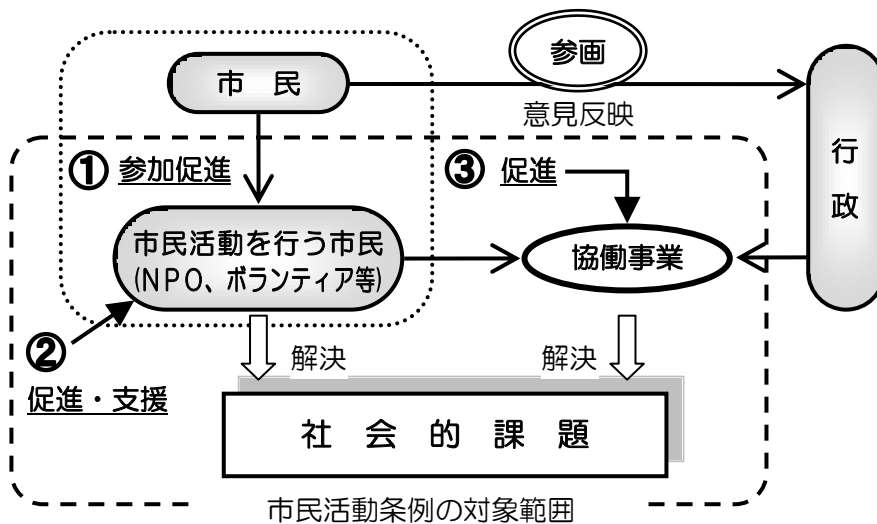 参画
市 民
意見反映
行
政
① 参加促進
③ 促進
市民活動を行う市民
(NPO、ボランティア等)
協働事業
②
促進・支援
解決
解決
社 会 的 課 題
市民活動条例の対象範囲